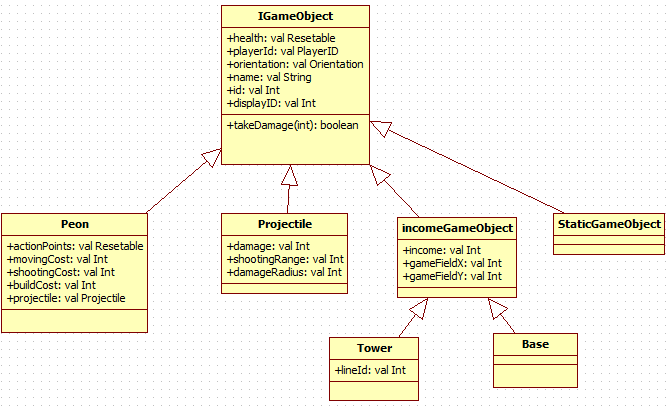 IGameObject
+health: val Resetable
+playerId: val PlayerID
+orientation: val Orientation
+name: val String
+id: val Int
+displayID: val Int
+takeDamage(int): boolean
Peon
+actionPoints: val Resetable
+movingCost: val Int
+shootingCost: val Int
+buildCost: val Int
+projectile: val Projectile
Projectile
+damage: val Int
+shootingRange: val Int
+damageRadius: val Int
incomeGameObject
+income: val Int
+gameFieldX: val Int
+gameFieldY: val Int
StaticGameObject
Tower
+lineId: val Int
Base